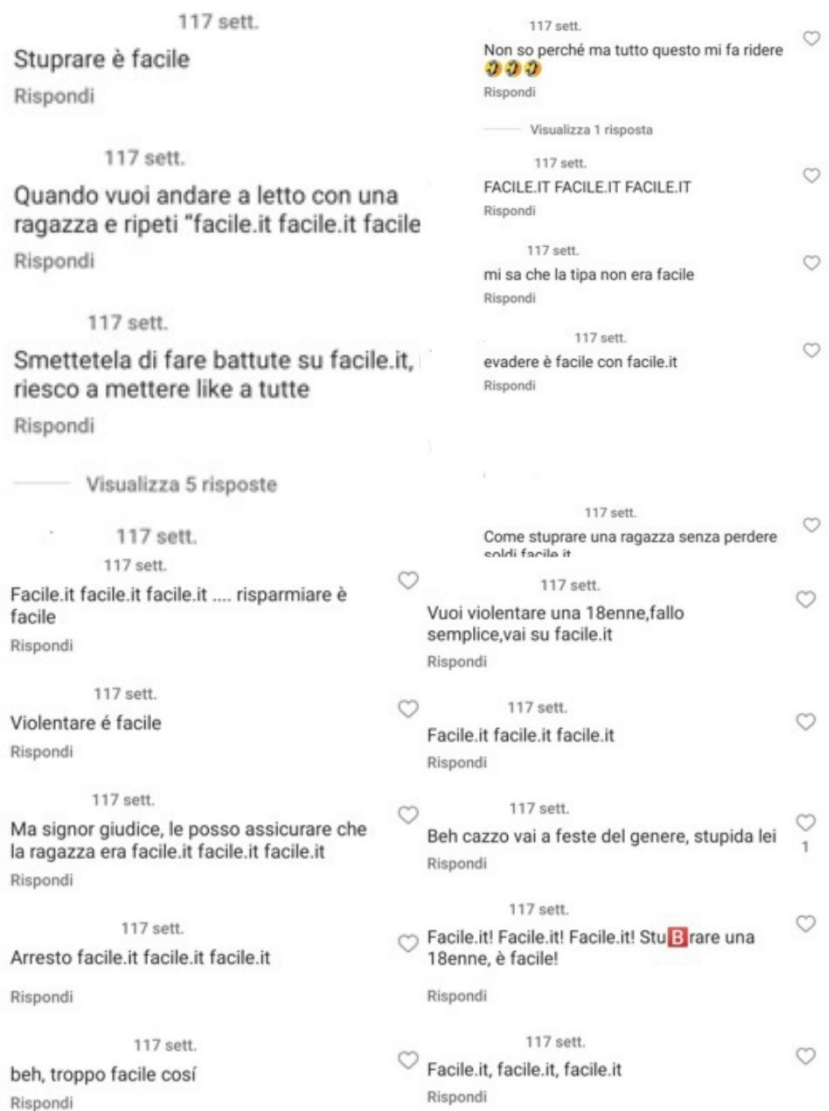 117 sett.
Stuprare è facile
Rispondi
117 sett.
Quando vuoi andare a letto con una
ragazza e ripeti "facile.it facile.it facile
Rispondi
117 sett.
Smettetela di fare battute su facile.it,
riesco a mettere like a tutte
Rispondi
Visualizza 5 risposte
117 sett.
117 sett.
Non so perché ma tutto questo mi fa ridere
🤣🤣🤣
Rispondi
Visualizza 1 risposta
117 sett.
FACILE.IT FACILE.IT FACILE.IT
Rispondi
117 sett.
mi sa che la tipa non era facile
Rispondi
117 sett.
evadere è facile con facile.it
Rispondi
117 sett.
Come stuprare una ragazza senza perdere
soldi facile it
117 sett.
Facile.it facile.it facile.it .... risparmiare è
facile
Rispondi
117 sett.
Violentare é facile
Rispondi
117 sett.
Ma signor giudice, le posso assicurare che
la ragazza era facile.it facile.it facile.it
Rispondi
117 sett.
Arresto facile.it facile.it facile.it
Rispondi
117 sett.
beh, troppo facile cosí
Rispondi
117 sett.
Vuoi violentare una 18enne,fallo
semplice,vai su facile.it
Rispondi
117 sett.
Facile.it facile.it facile.it
Rispondi
117 sett.
Beh cazzo vai a feste del genere, stupida lei
1
Rispondi
117 sett.
Facile.it! Facile.it! Facile.it! Stu🅱️rare una
18enne, è facile!
Rispondi
117 sett.
Facile.it, facile.it, facile.it
Rispondi